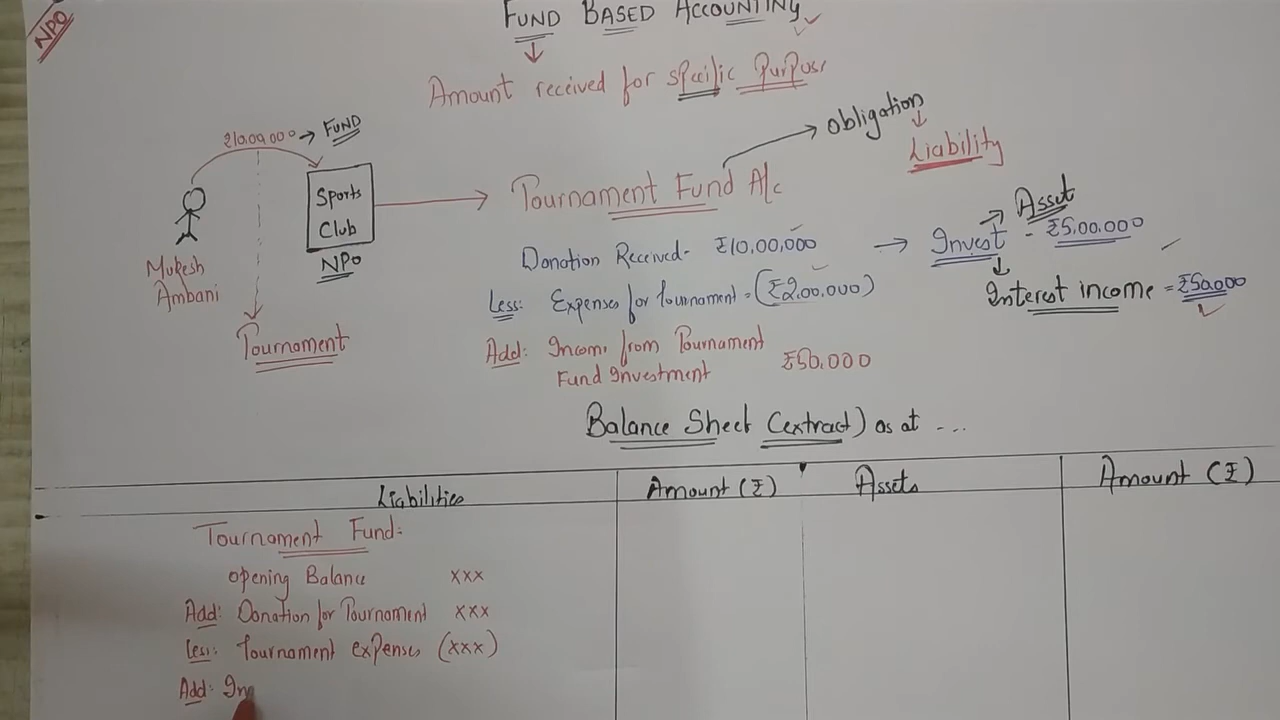 NPO
FUND BASED ACCOUNTING
Amount received for specific Purpose
₹10,00,000 → FUND
Sports
Club
NPO
Mukesh
Ambani
Tournament
Tournament Fund A/c
obligation
Liability
Donation Received- ₹10,00,000
Less: Expenses for tournament = (₹2,00,000)
Add: Income from Tournament
Fund Investment ₹50,000
Invest - ₹5,00,000
Asset
Interest income = ₹50,000
Balance Sheet (extract) as at ...
Liabilities Amount (₹) Assets Amount (₹)
Tournament Fund:
opening Balance xxx
Add: Donation for Tournament xxx
Less: Tournament expenses (xxx)
Add: In